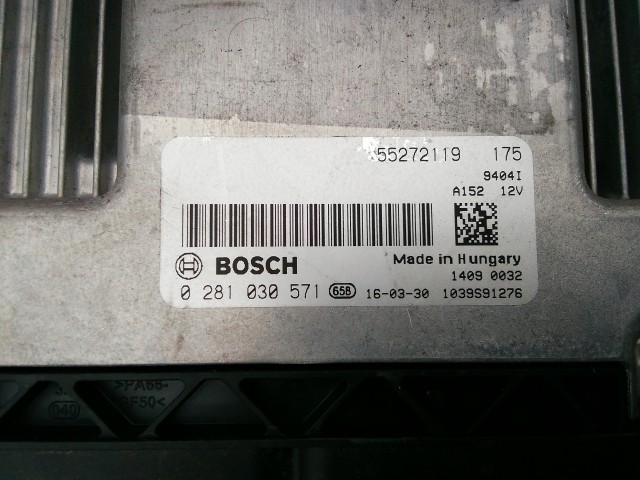 55272119 175
9404I
A152 12V
BOSCH
Made in Hungary
1409 0032
0 281 030 571 65B 16-03-30 1039S91276
>PA66-
GF50<
040